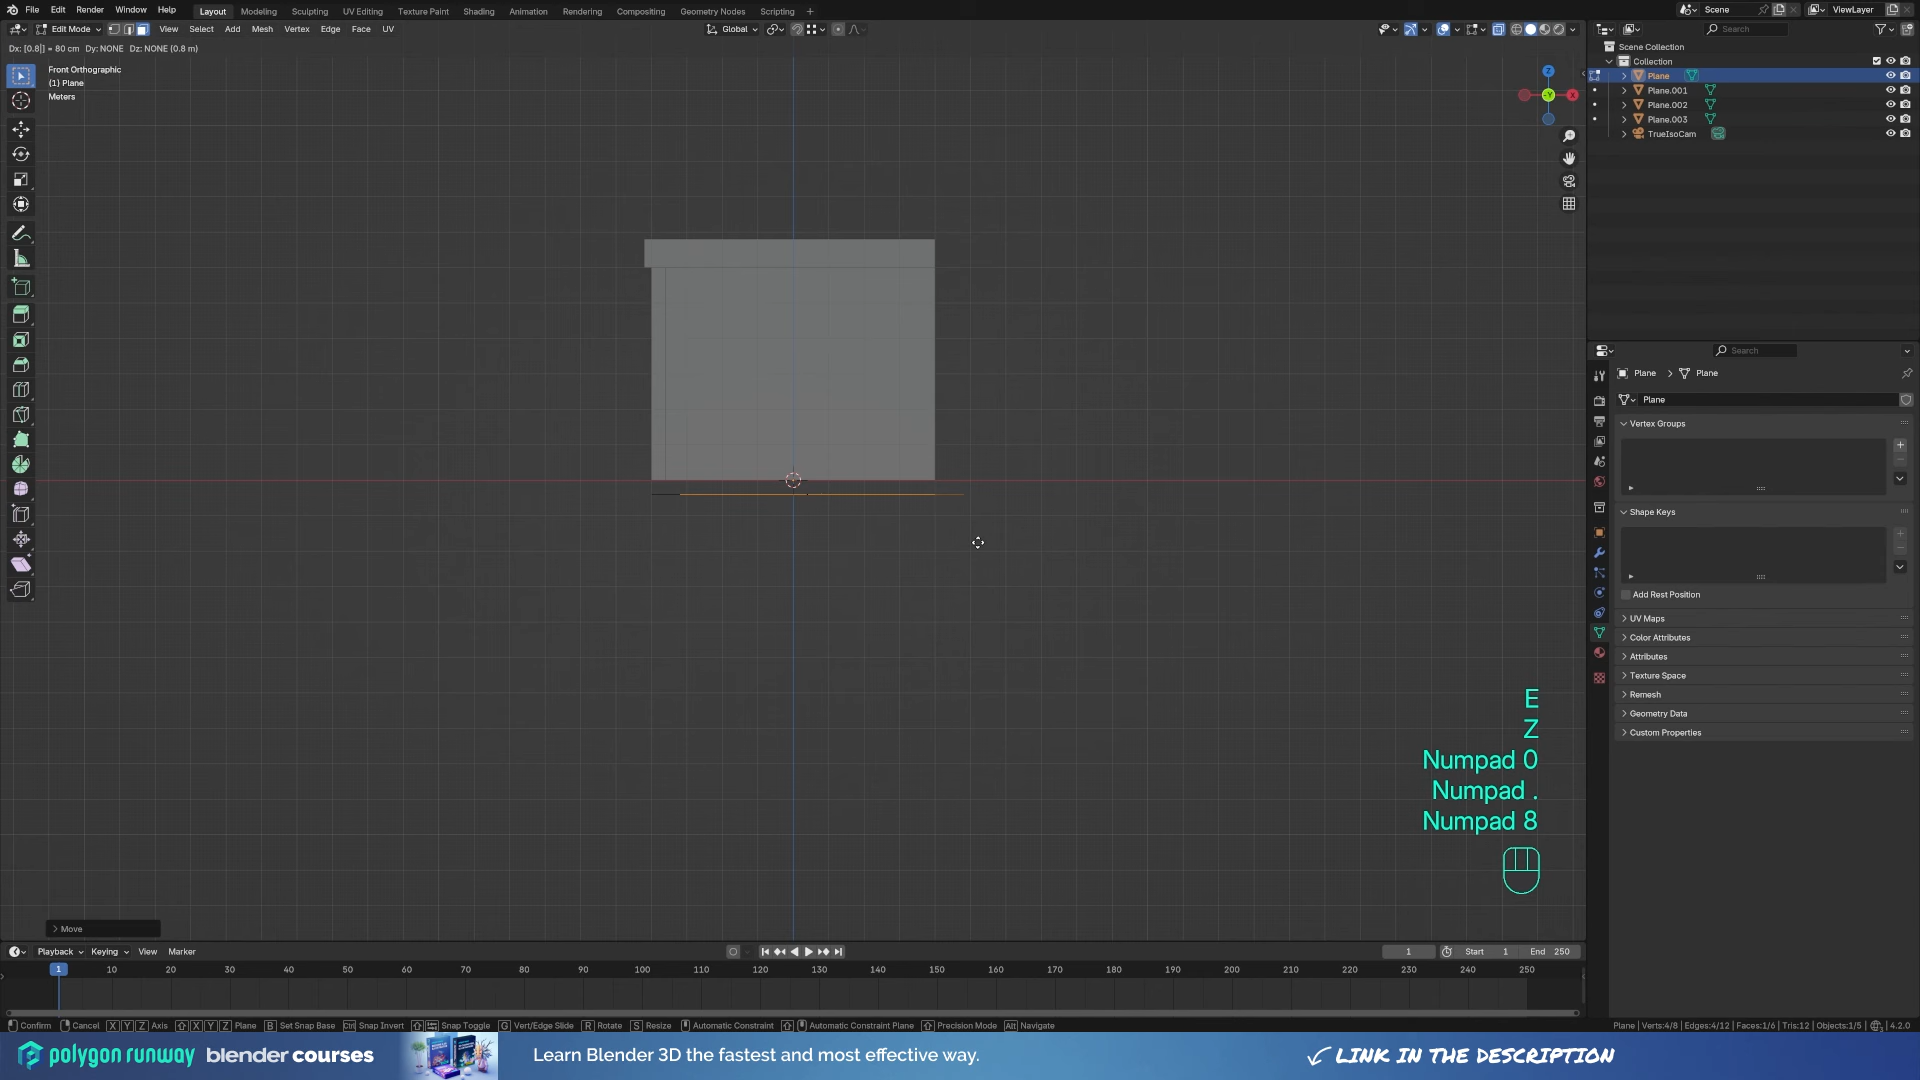 File Edit Render Window Help Layout Modeling Sculpting UV Editing Texture Paint Shading Animation Rendering Compositing Geometry Nodes Scripting + Scene ViewLayer
Edit Mode View Select Add Mesh Vertex Edge Face UV Global Search
Dx: [0.8|] = 80 cm Dy: NONE Dz: NONE (0.8 m)
Front Orthographic
(1) Plane
Meters
Z
-Y
X
Scene Collection
Collection
Plane
Plane.001
Plane.002
Plane.003
TrueIsoCam
Search
Plane > Plane
Plane
Vertex Groups
Shape Keys
Add Rest Position
UV Maps
Color Attributes
Attributes
Texture Space
Remesh
Geometry Data
Custom Properties
E
Z
Numpad 0
Numpad .
Numpad 8
> Move
Playback Keying View Marker 1 Start 1 End 250
1 10 20 30 40 50 60 70 80 90 100 110 120 130 140 150 160 170 180 190 200 210 220 230 240 250
Confirm Cancel X Y Z Axis X Y Z Plane B Set Snap Base Ctrl Snap Invert Snap Toggle G Vert/Edge Slide R Rotate S Resize Automatic Constraint Automatic Constraint Plane Precision Mode Alt Navigate Plane | Verts:4/8 | Edges:4/12 | Faces:1/6 | Tris:12 | Objects:1/5 | 4.2.0
polygon runway blender courses Learn Blender 3D the fastest and most effective way. LINK IN THE DESCRIPTION